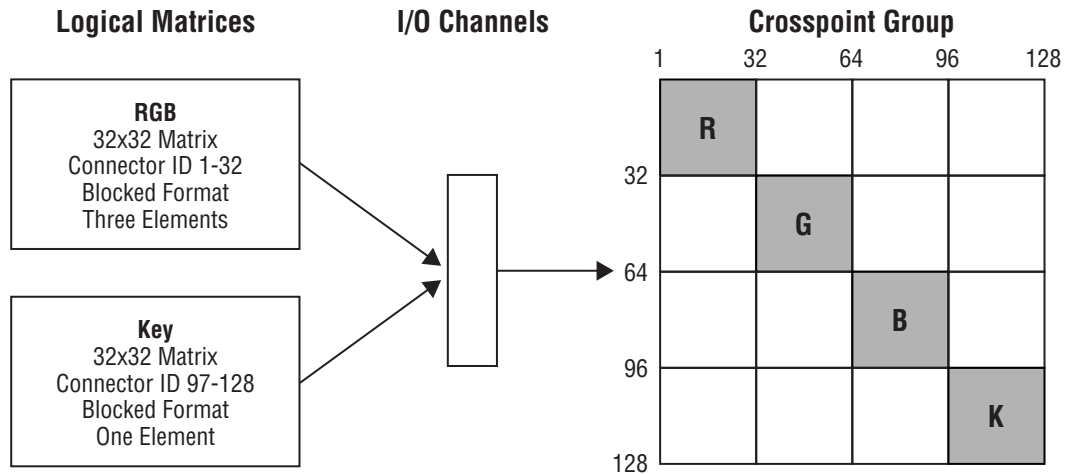 Logical Matrices
I/O Channels
Crosspoint Group
1 32 64 96 128
RGB
32x32 Matrix
Connector ID 1-32
Blocked Format
Three Elements
Key
32x32 Matrix
Connector ID 97-128
Blocked Format
One Element
R
32
G
64
B
96
K
128